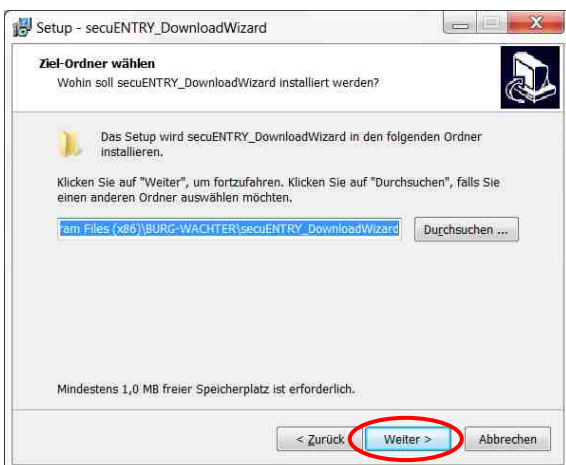 Setup - secuENTRY_DownloadWizard
Ziel-Ordner wählen
Wohin soll secuENTRY_DownloadWizard installiert werden?
Das Setup wird secuENTRY_DownloadWizard in den folgenden Ordner
installieren.
Klicken Sie auf "Weiter", um fortzufahren. Klicken Sie auf "Durchsuchen", falls Sie
einen anderen Ordner auswählen möchten.
ram Files (x86)\BURG-WACHTER\secuENTRY_DownloadWizard
Durchsuchen ...
Mindestens 1,0 MB freier Speicherplatz ist erforderlich.
< Zurück
Weiter >
Abbrechen